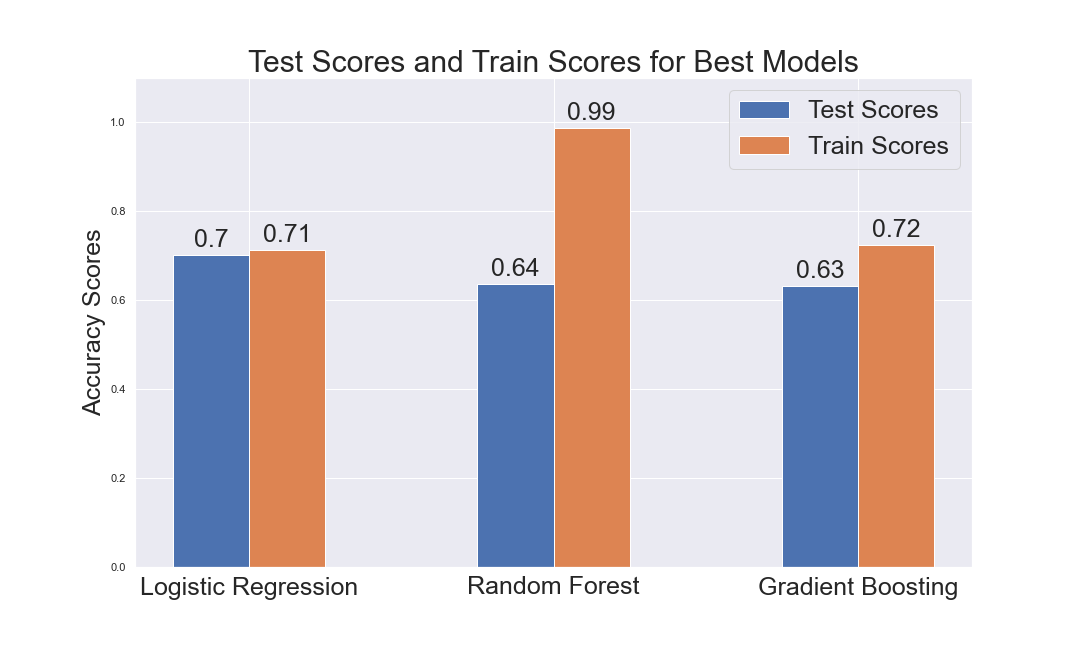 Test Scores and Train Scores for Best Models
Test Scores
Train Scores
Accuracy Scores
1.0
0.8
0.6
0.4
0.2
0.0
0.7
0.71
0.64
0.99
0.63
0.72
Logistic Regression
Random Forest
Gradient Boosting